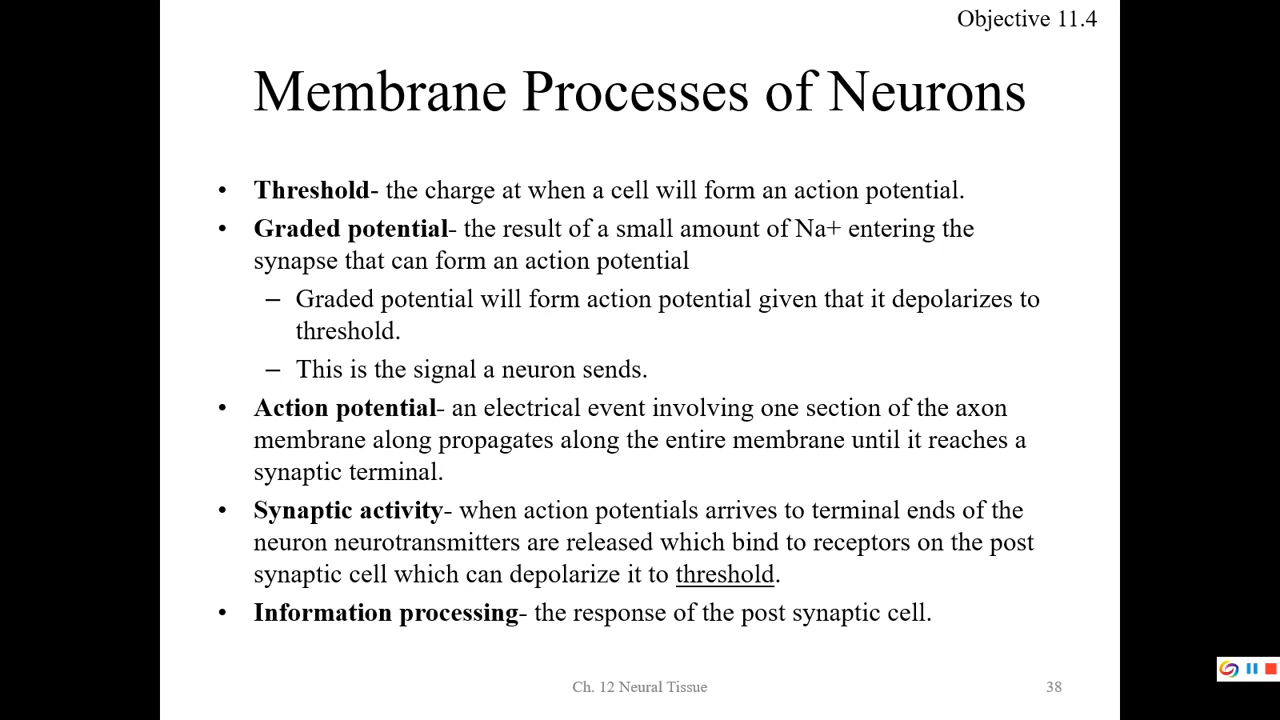 Objective 11.4
Membrane Processes of Neurons
• Threshold- the charge at when a cell will form an action potential.
• Graded potential- the result of a small amount of Na+ entering the
synapse that can form an action potential
– Graded potential will form action potential given that it depolarizes to
threshold.
– This is the signal a neuron sends.
• Action potential- an electrical event involving one section of the axon
membrane along propagates along the entire membrane until it reaches a
synaptic terminal.
• Synaptic activity- when action potentials arrives to terminal ends of the
neuron neurotransmitters are released which bind to receptors on the post
synaptic cell which can depolarize it to threshold.
• Information processing- the response of the post synaptic cell.
Ch. 12 Neural Tissue
38